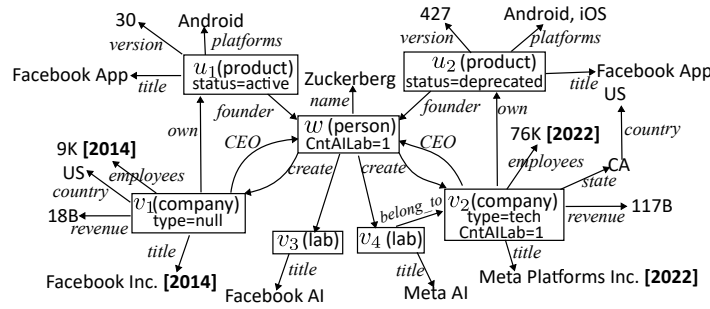 30
Android
427
Android, iOS
version
platforms
version
platforms
u1 (product)
status=active
u2 (product)
status=deprecated
Facebook App
title
Zuckerberg
title
Facebook App
founder
name
founder
US
own
w (person)
CntAILab=1
own
9K [2014]
CEO
CEO
76K [2022]
country
employees
create
create
employees
US
country
CA
state
belong_to
v1 (company)
type=null
v2 (company)
type=tech
CntAILab=1
18B
revenue
revenue
117B
v3 (lab)
v4 (lab)
title
title
title
title
Facebook Inc. [2014]
Facebook AI
Meta AI
Meta Platforms Inc. [2022]